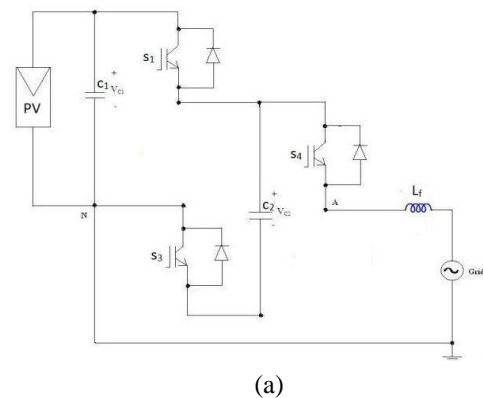 S1
C1 VC1
+
-
PV
S4
Lf
A
N
C2 VC2
+
-
S3
Grid
(a)